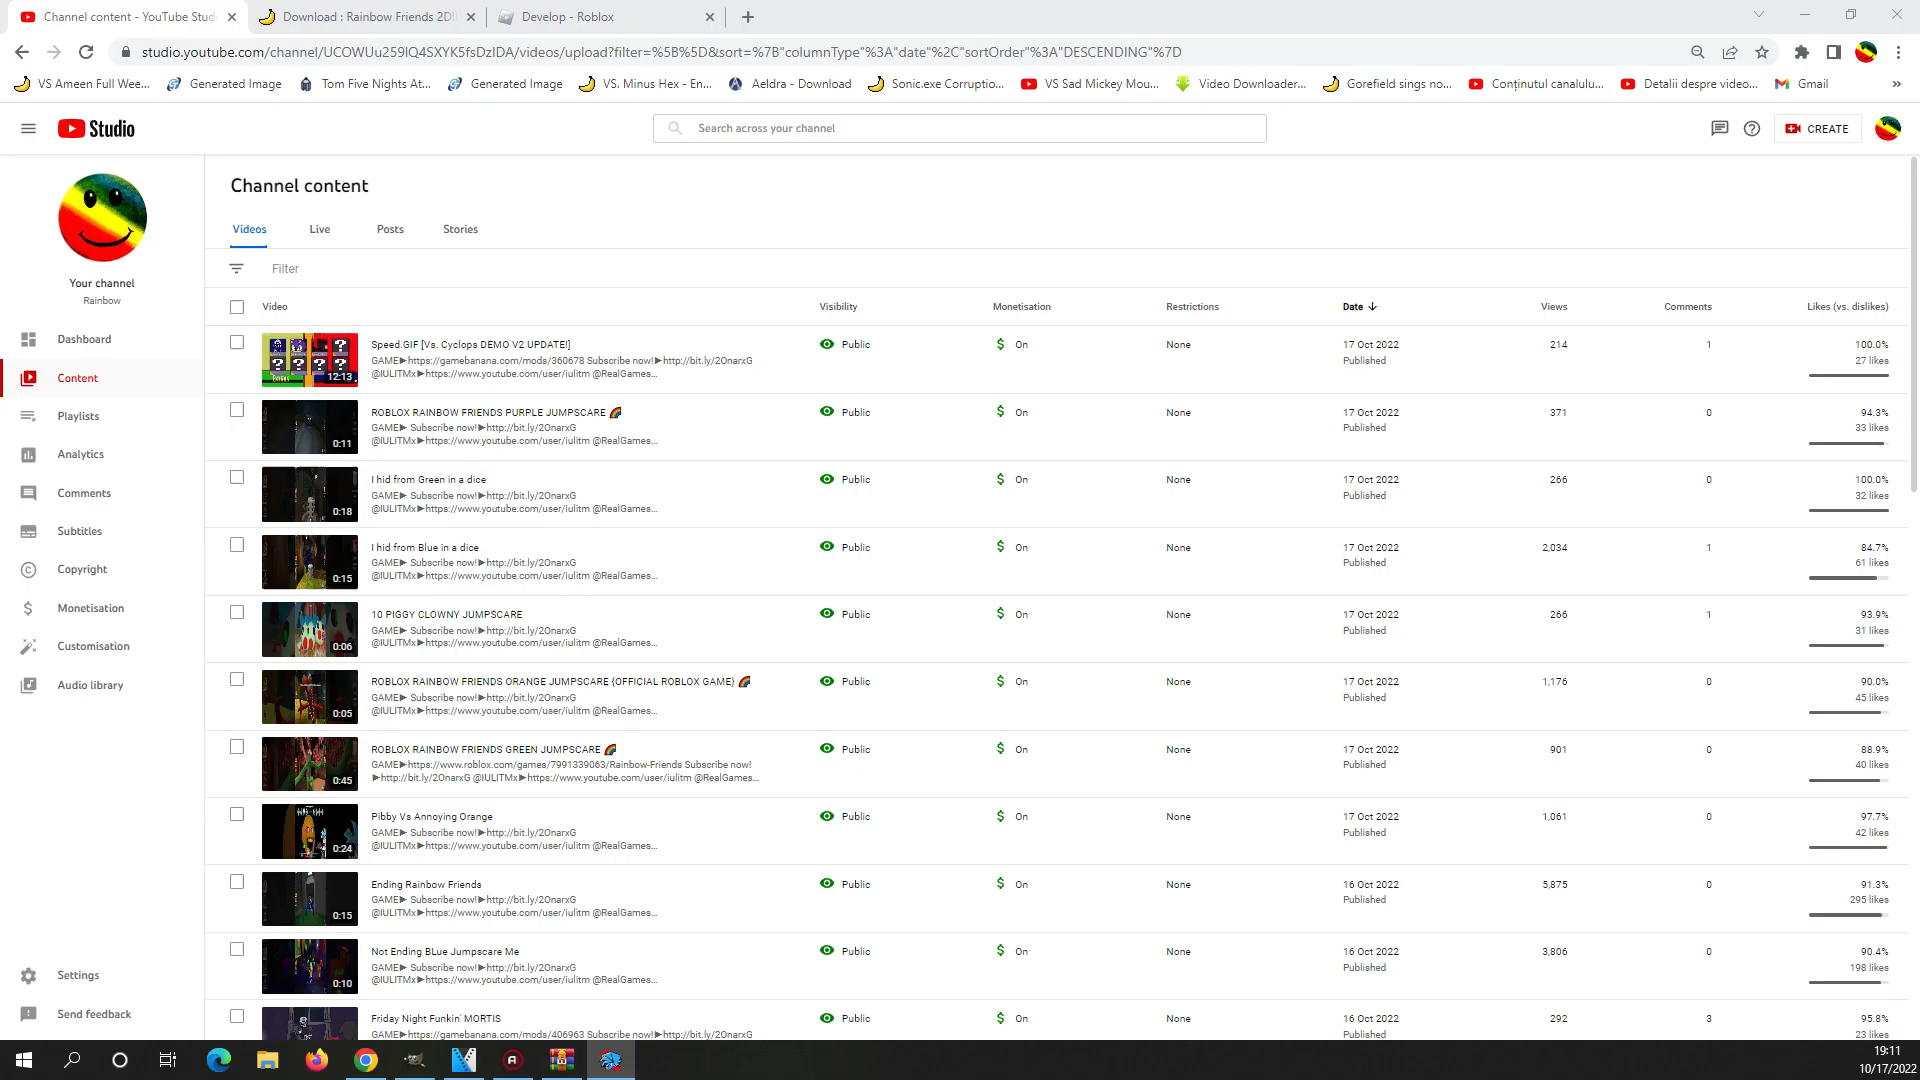 Channel content - YouTube Stud
Download : Rainbow Friends 2D!
Develop - Roblox
studio.youtube.com/channel/UCOWUu259lQ4SXYK5fsDzIDA/videos/upload?filter=%5B%5D&sort=%7B"columnType"%3A"date"%2C"sortOrder"%3A"DESCENDING"%7D
VS Ameen Full Wee...
Generated Image
Tom Five Nights At...
Generated Image
VS. Minus Hex - En...
Aeldra - Download
Sonic.exe Corruptio...
VS Sad Mickey Mou...
Video Downloader...
Gorefield sings no...
Conținutul canalulu...
Detalii despre video...
Gmail
Studio
Search across your channel
CREATE
Your channel
Rainbow
Dashboard
Content
Playlists
Analytics
Comments
Subtitles
Copyright
Monetisation
Customisation
Audio library
Settings
Send feedback
Channel content
Videos Live Posts Stories
Filter
Video Visibility Monetisation Restrictions Date Views Comments Likes (vs. dislikes)
Speed.GIF [Vs. Cyclops DEMO V2 UPDATE!] Public $ On None 17 Oct 2022 214 1 100.0%
GAME►https://gamebanana.com/mods/360678 Subscribe now!►http://bit.ly/2OnarxG Published 27 likes
@IULITMx►https://www.youtube.com/user/iulitm @RealGames...
12:13
ROBLOX RAINBOW FRIENDS PURPLE JUMPSCARE 🌈 Public $ On None 17 Oct 2022 371 0 94.3%
GAME► Subscribe now!►http://bit.ly/2OnarxG Published 33 likes
@IULITMx►https://www.youtube.com/user/iulitm @RealGames...
0:11
I hid from Green in a dice Public $ On None 17 Oct 2022 266 0 100.0%
GAME► Subscribe now!►http://bit.ly/2OnarxG Published 32 likes
@IULITMx►https://www.youtube.com/user/iulitm @RealGames...
0:18
I hid from Blue in a dice Public $ On None 17 Oct 2022 2,034 1 84.7%
GAME► Subscribe now!►http://bit.ly/2OnarxG Published 61 likes
@IULITMx►https://www.youtube.com/user/iulitm @RealGames...
0:15
10 PIGGY CLOWNY JUMPSCARE Public $ On None 17 Oct 2022 266 1 93.9%
GAME► Subscribe now!►http://bit.ly/2OnarxG Published 31 likes
@IULITMx►https://www.youtube.com/user/iulitm @RealGames...
0:06
ROBLOX RAINBOW FRIENDS ORANGE JUMPSCARE {OFFICIAL ROBLOX GAME} 🌈 Public $ On None 17 Oct 2022 1,176 0 90.0%
GAME► Subscribe now!►http://bit.ly/2OnarxG Published 45 likes
@IULITMx►https://www.youtube.com/user/iulitm @RealGames...
0:05
ROBLOX RAINBOW FRIENDS GREEN JUMPSCARE 🌈 Public $ On None 17 Oct 2022 901 0 88.9%
GAME►https://www.roblox.com/games/7991339063/Rainbow-Friends Subscribe now! Published 40 likes
►http://bit.ly/2OnarxG @IULITMx►https://www.youtube.com/user/iulitm @RealGames...
0:45
Pibby Vs Annoying Orange Public $ On None 17 Oct 2022 1,061 0 97.7%
GAME► Subscribe now!►http://bit.ly/2OnarxG Published 42 likes
@IULITMx►https://www.youtube.com/user/iulitm @RealGames...
0:24
Ending Rainbow Friends Public $ On None 16 Oct 2022 5,875 0 91.3%
GAME► Subscribe now!►http://bit.ly/2OnarxG Published 295 likes
@IULITMx►https://www.youtube.com/user/iulitm @RealGames...
0:15
Not Ending BLue Jumpscare Me Public $ On None 16 Oct 2022 3,806 0 90.4%
GAME► Subscribe now!►http://bit.ly/2OnarxG Published 198 likes
@IULITMx►https://www.youtube.com/user/iulitm @RealGames...
0:10
Friday Night Funkin' MORTIS Public $ On None 16 Oct 2022 292 3 95.8%
GAME►https://gamebanana.com/mods/406963 Subscribe now!►http://bit.ly/2OnarxG Published 23 likes
19:11
10/17/2022